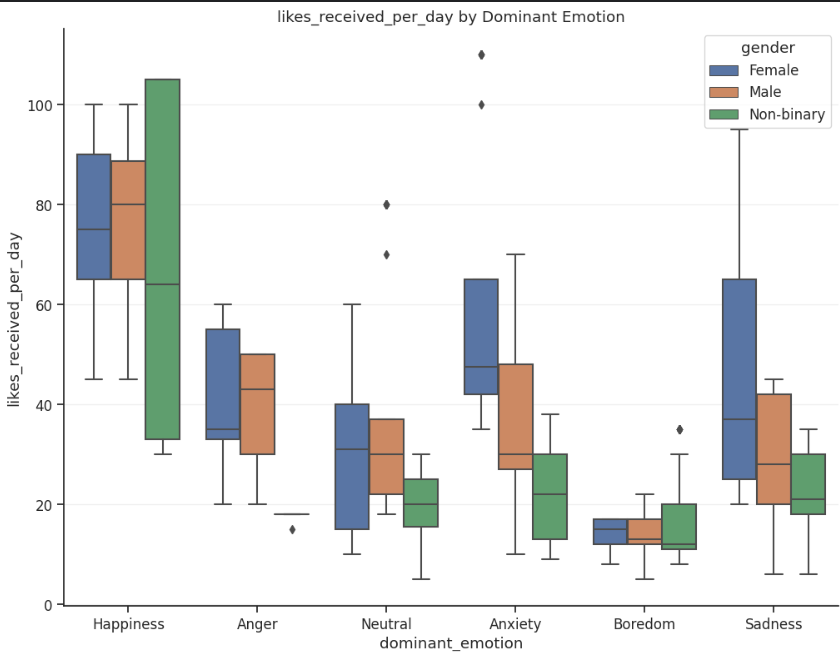 likes_received_per_day by Dominant Emotion
gender
Female
Male
Non-binary
likes_received_per_day
100
80
60
40
20
0
Happiness
Anger
Neutral
Anxiety
Boredom
Sadness
dominant_emotion